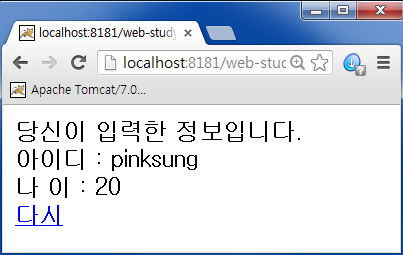 localhost:8181/web-study
localhost:8181/web-stud
Apache Tomcat/7.0...
당신이 입력한 정보입니다.
아이디 : pinksung
나 이 : 20
다시